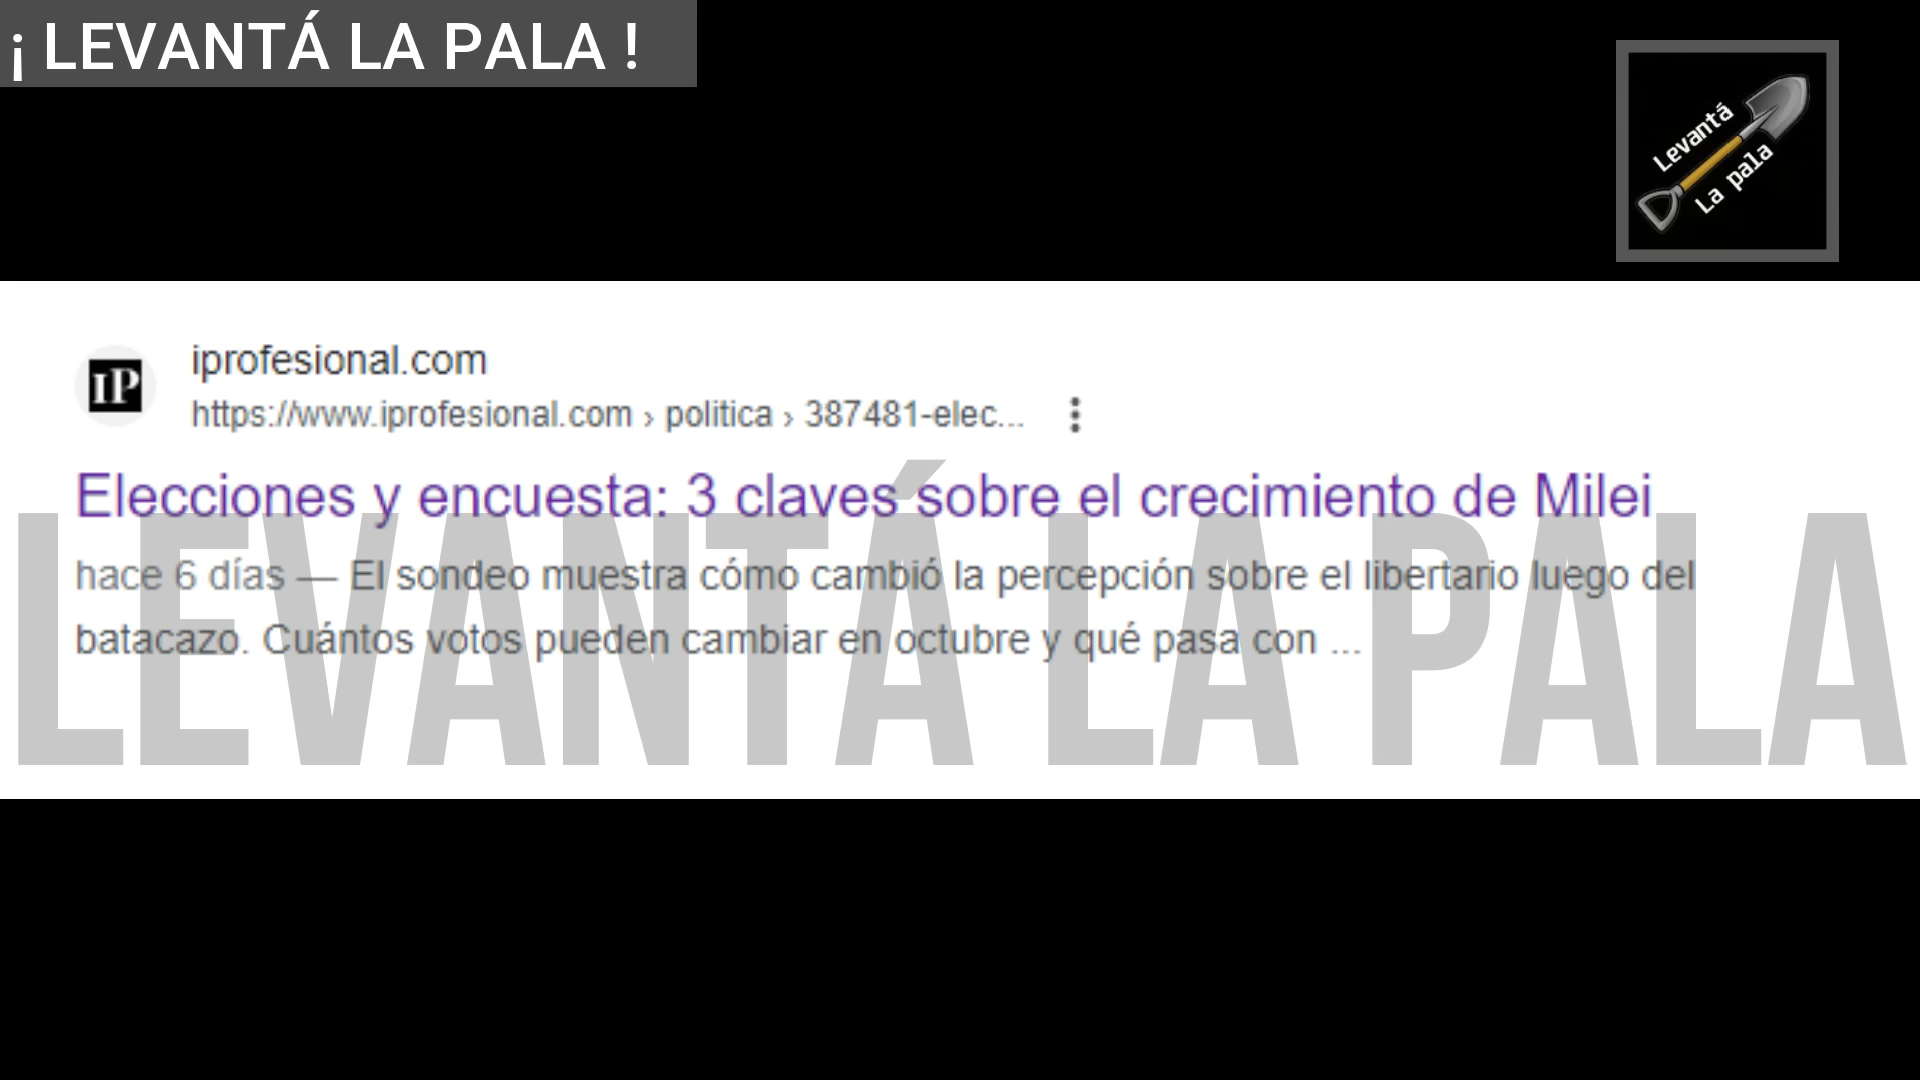 ¡ LEVANTÁ LA PALA !
Levantá
La pala
iprofesional.com
https://www.iprofesional.com › politica › 387481-elec...
Elecciones y encuesta: 3 claves sobre el crecimiento de Milei
hace 6 días — El sondeo muestra cómo cambió la percepción sobre el libertario luego del
batacazo. Cuántos votos pueden cambiar en octubre y qué pasa con ...
LEVANTÁ LA PALA
IP